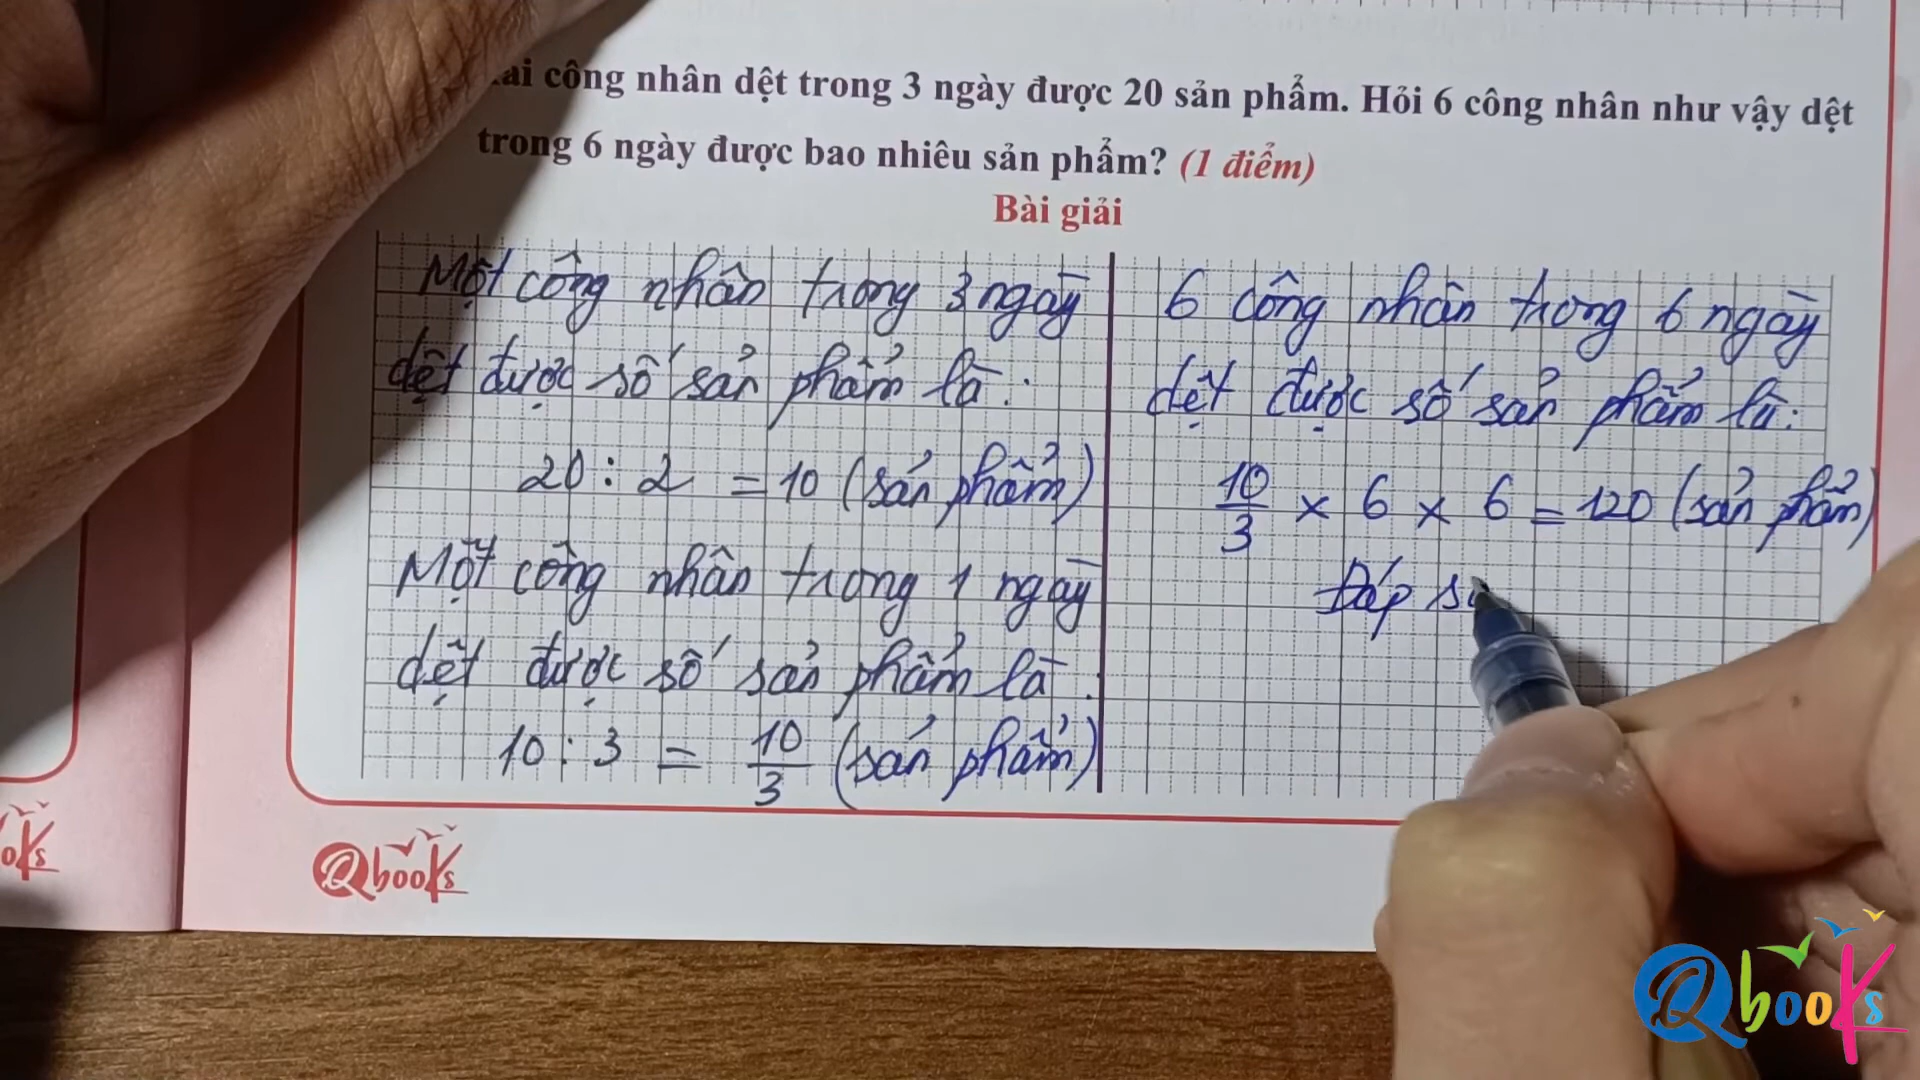 công nhân dệt trong 3 ngày được 20 sản phẩm. Hỏi 6 công nhân như vậy dệt
trong 6 ngày được bao nhiêu sản phẩm? (1 điểm)
Bài giải
Một công nhân trong 3 ngày
dệt được số sản phẩm là:
20 : 2 = 10 (sản phẩm)
Một công nhân trong 1 ngày
dệt được số sản phẩm là:
10 : 3 = 10/3 (sản phẩm)
6 công nhân trong 6 ngày
dệt được số sản phẩm là:
10/3 × 6 × 6 = 120 (sản phẩm)
Đáp
Qbooks
Qbooks